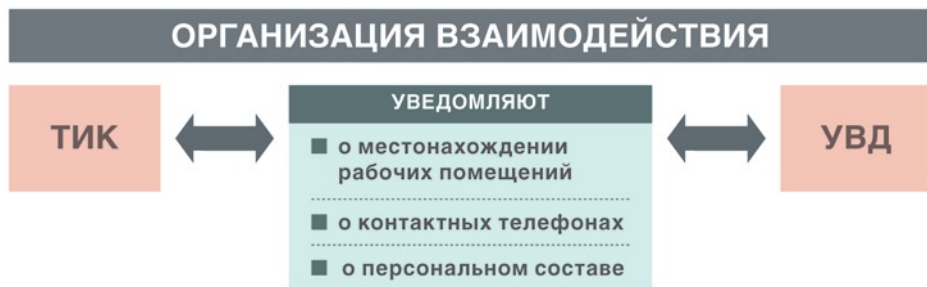 ОРГАНИЗАЦИЯ ВЗАИМОДЕЙСТВИЯ
ТИК
УВЕДОМЛЯЮТ
■ о местонахождении
рабочих помещений
■ о контактных телефонах
■ о персональном составе
УВД